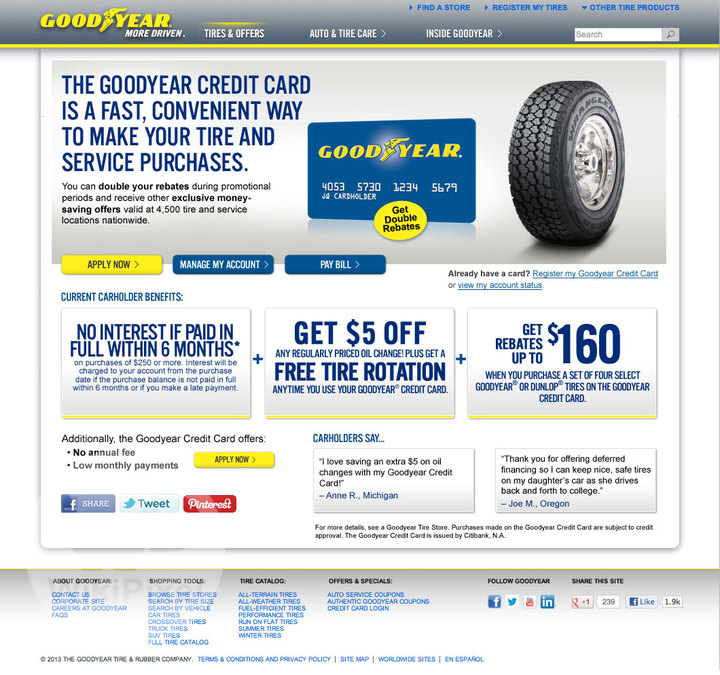 FIND A STORE REGISTER MY TIRES OTHER TIRE PRODUCTS
GOODYEAR.
MORE DRIVEN.
TIRES & OFFERS AUTO & TIRE CARE INSIDE GOODYEAR Search
THE GOODYEAR CREDIT CARD
IS A FAST, CONVENIENT WAY
TO MAKE YOUR TIRE AND
SERVICE PURCHASES.
You can double your rebates during promotional
periods and receive other exclusive money-
saving offers valid at 4,500 tire and service
locations nationwide.
GOODYEAR.
4053 5730 1234 5679
JQ CARDHOLDER
Get
Double
Rebates
WRANGLER
APPLY NOW MANAGE MY ACCOUNT PAY BILL
Already have a card? Register my Goodyear Credit Card
or view my account status.
CURRENT CARHOLDER BENEFITS:
NO INTEREST IF PAID IN
FULL WITHIN 6 MONTHS*
on purchases of $250 or more. Interest will be
charged to your account from the purchase
date if the purchase balance is not paid in full
within 6 months or if you make a late payment.
+
GET $5 OFF
ANY REGULARLY PRICED OIL CHANGE! PLUS GET A
FREE TIRE ROTATION
ANYTIME YOU USE YOUR GOODYEAR® CREDIT CARD.
+
GET
REBATES
UP TO
$160
WHEN YOU PURCHASE A SET OF FOUR SELECT
GOODYEAR® OR DUNLOP® TIRES ON THE GOODYEAR
CREDIT CARD.
Additionally, the Goodyear Credit Card offers:
• No annual fee
• Low monthly payments
APPLY NOW
SHARE Tweet Pinterest
CARHOLDERS SAY...
“I love saving an extra $5 on oil
changes with my Goodyear Credit
Card!”
– Anne R., Michigan
“Thank you for offering deferred
financing so I can keep nice, safe tires
on my daughter’s car as she drives
back and forth to college.”
– Joe M., Oregon
For more details, see a Goodyear Tire Store. Purchases made on the Goodyear Credit Card are subject to credit
approval. The Goodyear Credit Card is issued by Citibank, N.A.
ABOUT GOODYEAR:
CONTACT US
CORPORATE SITE
CAREERS AT GOODYEAR
FAQS
SHOPPING TOOLS:
BROWSE TIRE STORES
SEARCH BY TIRE SIZE
SEARCH BY VEHICLE
CAR TIRES
CROSSOVER TIRES
TRUCK TIRES
SUV TIRES
FULL TIRE CATALOG
TIRE CATALOG:
ALL-TERRAIN TIRES
ALL-WEATHER TIRES
FUEL-EFFICIENT TIRES
PERFORMANCE TIRES
RUN ON FLAT TIRES
SUMMER TIRES
WINTER TIRES
OFFERS & SPECIALS:
AUTO SERVICE COUPONS
AUTHENTIC GOODYEAR COUPONS
CREDIT CARD LOGIN
FOLLOW GOODYEAR
SHARE THIS SITE
+1 239 Like 1.9k
© 2013 THE GOODYEAR TIRE & RUBBER COMPANY. TERMS & CONDITIONS AND PRIVACY POLICY | SITE MAP | WORLDWIDE SITES | EN ESPAÑOL